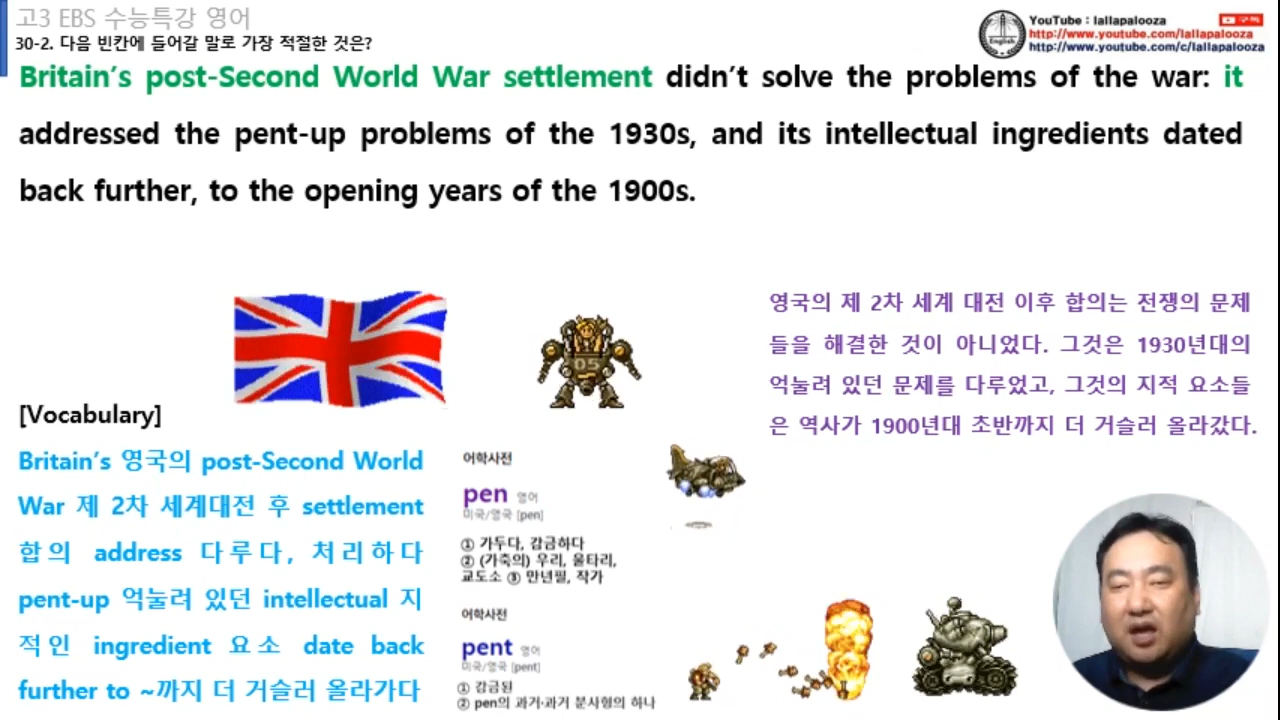 고3 EBS 수능특강 영어
30-2. 다음 빈칸에 들어갈 말로 가장 적절한 것은?
YouTube : lallapalooza
구독
http://www.youtube.com/lallapalooza
http://www.youtube.com/c/lallapalooza
English
Britain's post-Second World War settlement didn't solve the problems of the war: it
addressed the pent-up problems of the 1930s, and its intellectual ingredients dated
back further, to the opening years of the 1900s.
05
영국의 제 2차 세계 대전 이후 합의는 전쟁의 문제
들을 해결한 것이 아니었다. 그것은 1930년대의
억눌려 있던 문제를 다루었고, 그것의 지적 요소들
은 역사가 1900년대 초반까지 더 거슬러 올라갔다.
[Vocabulary]
Britain's 영국의 post-Second World
War 제 2차 세계대전 후 settlement
합의 address 다루다, 처리하다
pent-up 억눌려 있던 intellectual 지
적인 ingredient 요소 date back
further to ~까지 더 거슬러 올라가다
어학사전
pen 영어
미국/영국 [pen]
① 가두다, 감금하다
② (가축의) 우리, 울타리,
교도소 ③ 만년필, 작가
어학사전
pent 영어
미국/영국 [pent]
① 감금된
② pen의 과거·과거 분사형의 하나